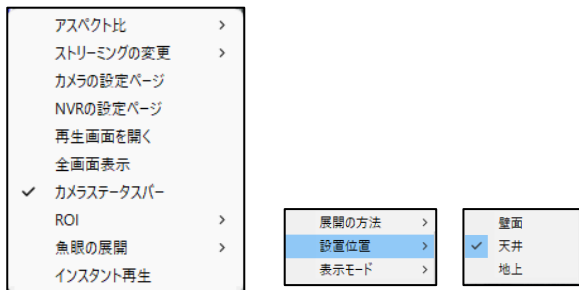 アスペクト比
ストリーミングの変更
カメラの設定ページ
NVRの設定ページ
再生画面を開く
全画面表示
カメラステータスバー
ROI
魚眼の展開
インスタント再生
展開の方法
設置位置
表示モード
壁面
天井
地上